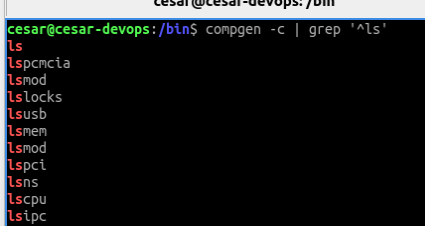 cesar@cesar-devops: /bin
cesar@cesar-devops:/bin$ compgen -c | grep '^ls'
ls
lspcmcia
lsmod
lslocks
lsusb
lsmem
lsmod
lspci
lsns
lscpu
lsipc